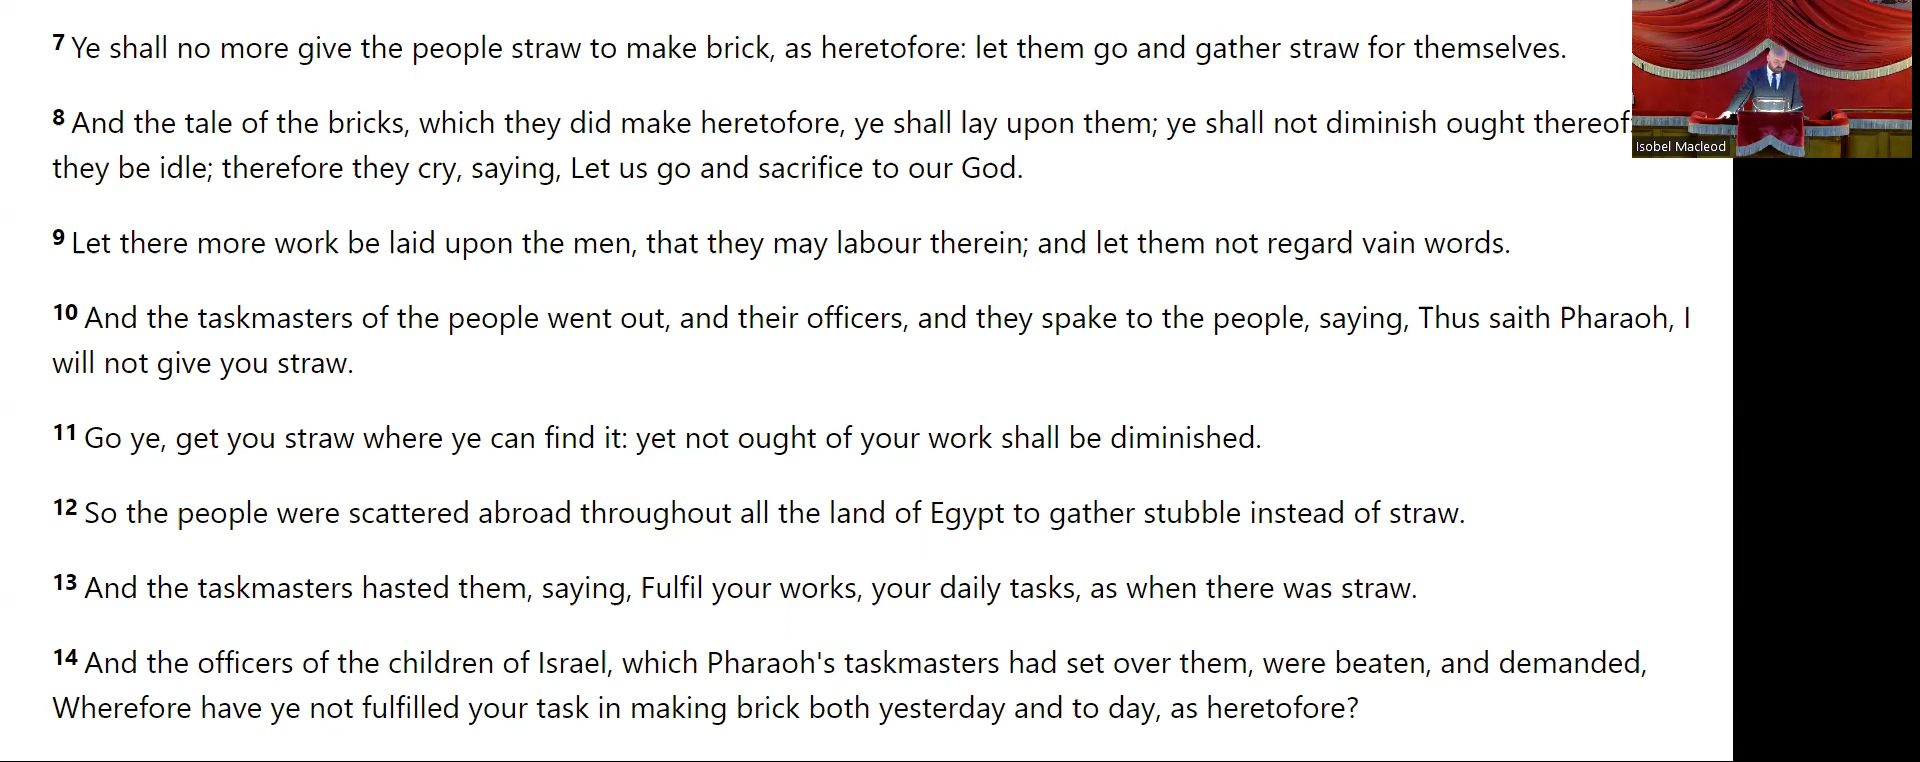 7 Ye shall no more give the people straw to make brick, as heretofore: let them go and gather straw for themselves.
8 And the tale of the bricks, which they did make heretofore, ye shall lay upon them; ye shall not diminish ought thereof:
they be idle; therefore they cry, saying, Let us go and sacrifice to our God.
9 Let there more work be laid upon the men, that they may labour therein; and let them not regard vain words.
10 And the taskmasters of the people went out, and their officers, and they spake to the people, saying, Thus saith Pharaoh, I
will not give you straw.
11 Go ye, get you straw where ye can find it: yet not ought of your work shall be diminished.
12 So the people were scattered abroad throughout all the land of Egypt to gather stubble instead of straw.
13 And the taskmasters hasted them, saying, Fulfil your works, your daily tasks, as when there was straw.
14 And the officers of the children of Israel, which Pharaoh's taskmasters had set over them, were beaten, and demanded,
Wherefore have ye not fulfilled your task in making brick both yesterday and to day, as heretofore?
Isobel Macleod